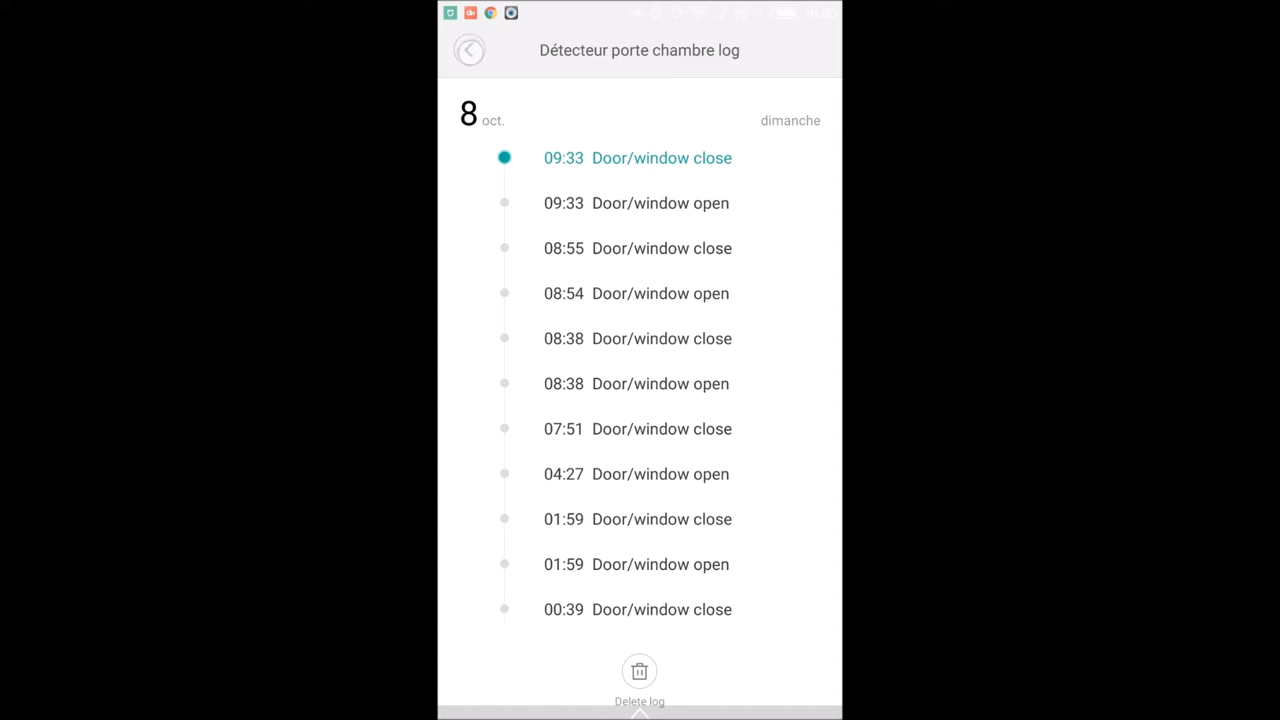 Détecteur porte chambre log
8 oct. dimanche
09:33 Door/window close
09:33 Door/window open
08:55 Door/window close
08:54 Door/window open
08:38 Door/window close
08:38 Door/window open
07:51 Door/window close
04:27 Door/window open
01:59 Door/window close
01:59 Door/window open
00:39 Door/window close
Delete log